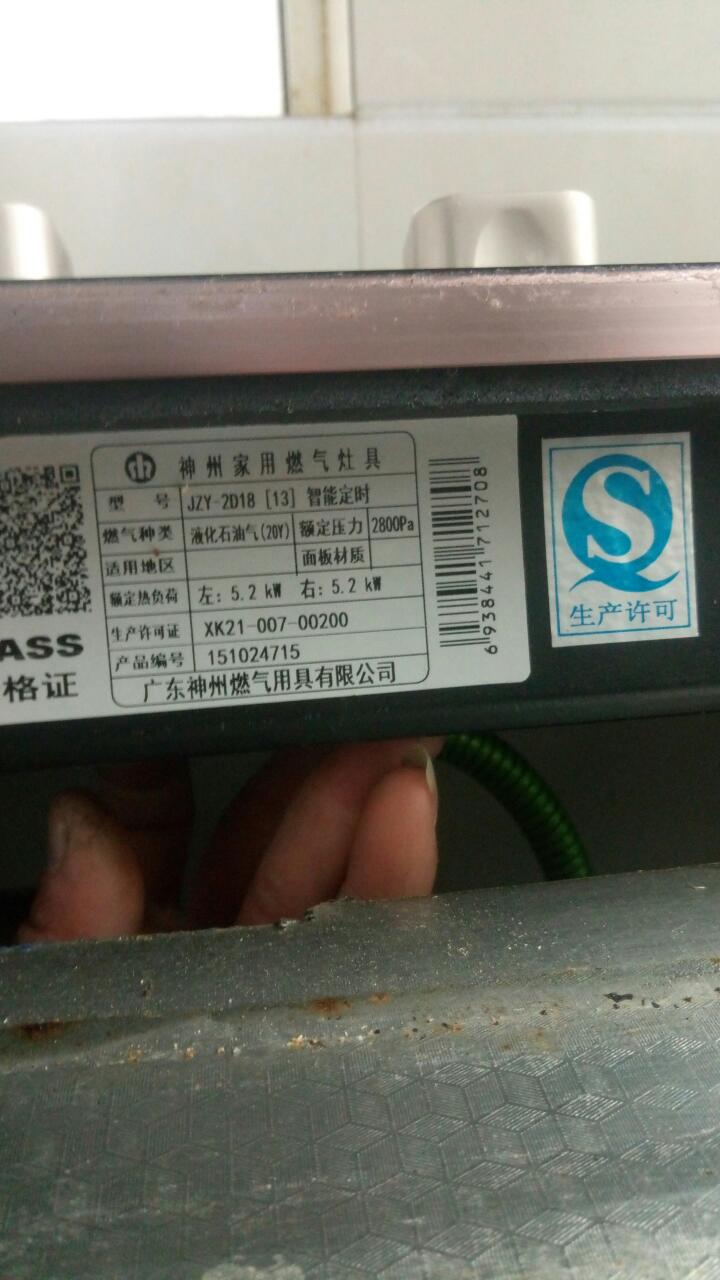 神州家用燃气灶具
型 号 JZY-2D18 [13] 智能定时
燃气种类 液化石油气(20Y) 额定压力 2800Pa
适用地区 面板材质
额定热负荷 左: 5.2 kW 右: 5.2 kW
生产许可证 XK21-007-00200
产品编号 151024715
广东神州燃气用具有限公司
ASS
格证
6938441712708
生产许可